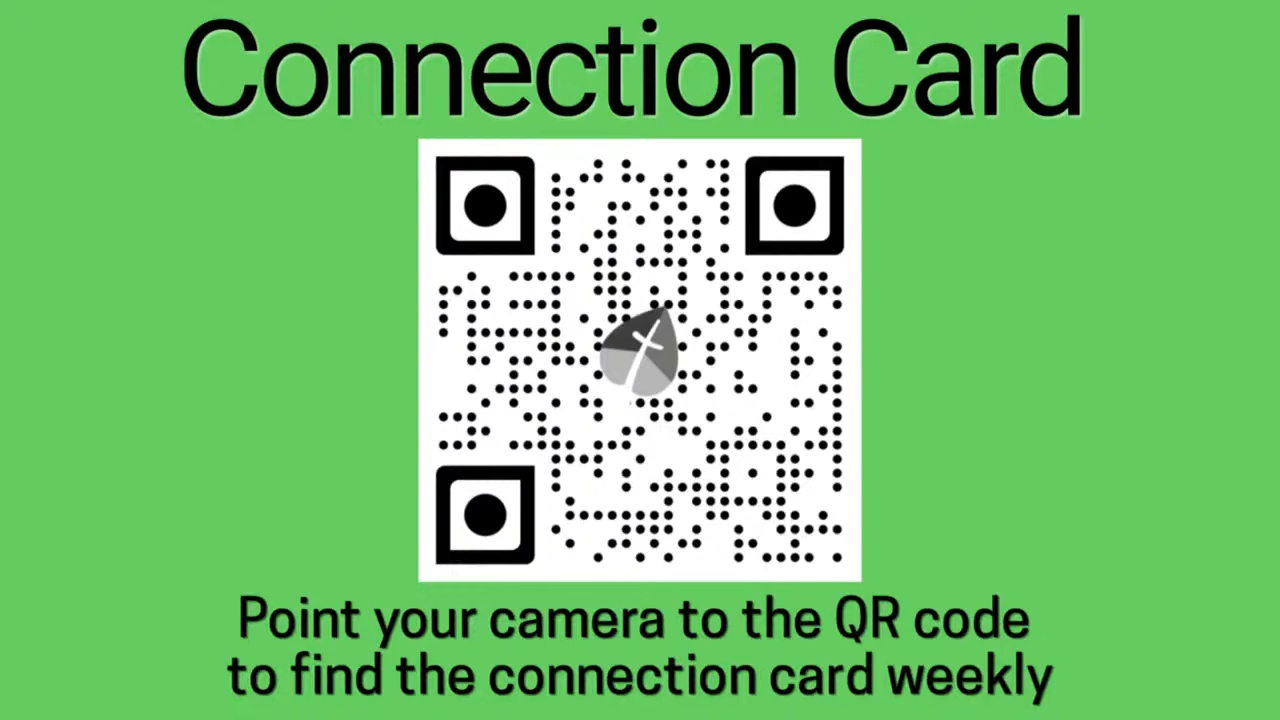 Connection Card
Point your camera to the QR code
to find the connection card weekly